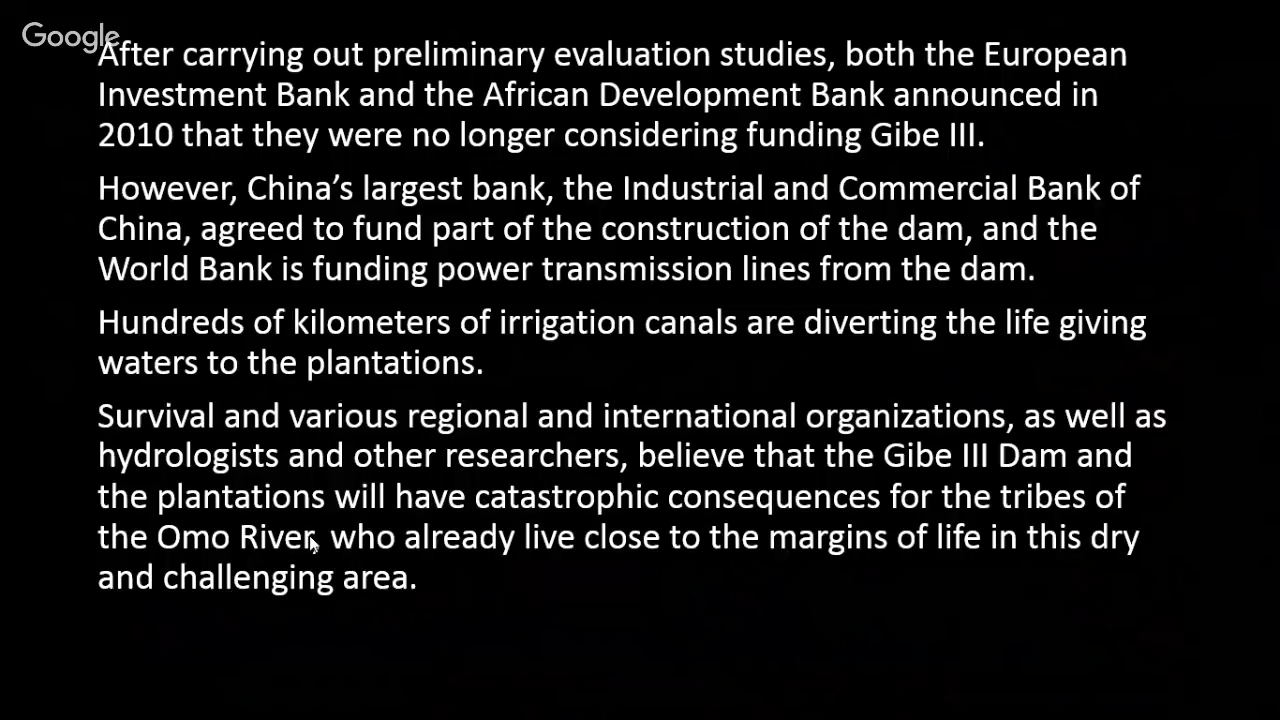 Google
After carrying out preliminary evaluation studies, both the European
Investment Bank and the African Development Bank announced in
2010 that they were no longer considering funding Gibe III.
However, China’s largest bank, the Industrial and Commercial Bank of
China, agreed to fund part of the construction of the dam, and the
World Bank is funding power transmission lines from the dam.
Hundreds of kilometers of irrigation canals are diverting the life giving
waters to the plantations.
Survival and various regional and international organizations, as well as
hydrologists and other researchers, believe that the Gibe III Dam and
the plantations will have catastrophic consequences for the tribes of
the Omo River, who already live close to the margins of life in this dry
and challenging area.